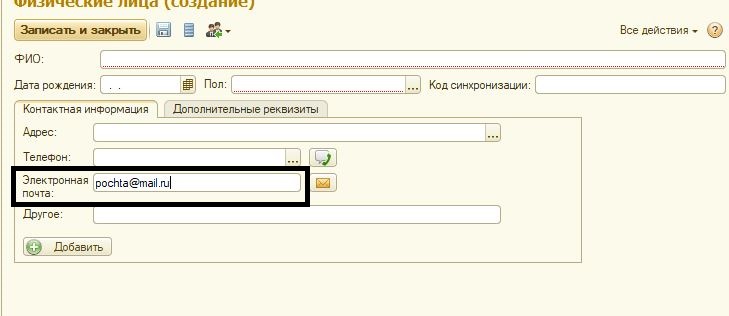 Физические лица (создание)
Записать и закрыть Все действия ?
ФИО:
Дата рождения: . . Пол: ... Код синхронизации:
Контактная информация Дополнительные реквизиты
Адрес: ...
Телефон: ...
Электронная
почта: pochta@mail.ru
Другое:
Добавить